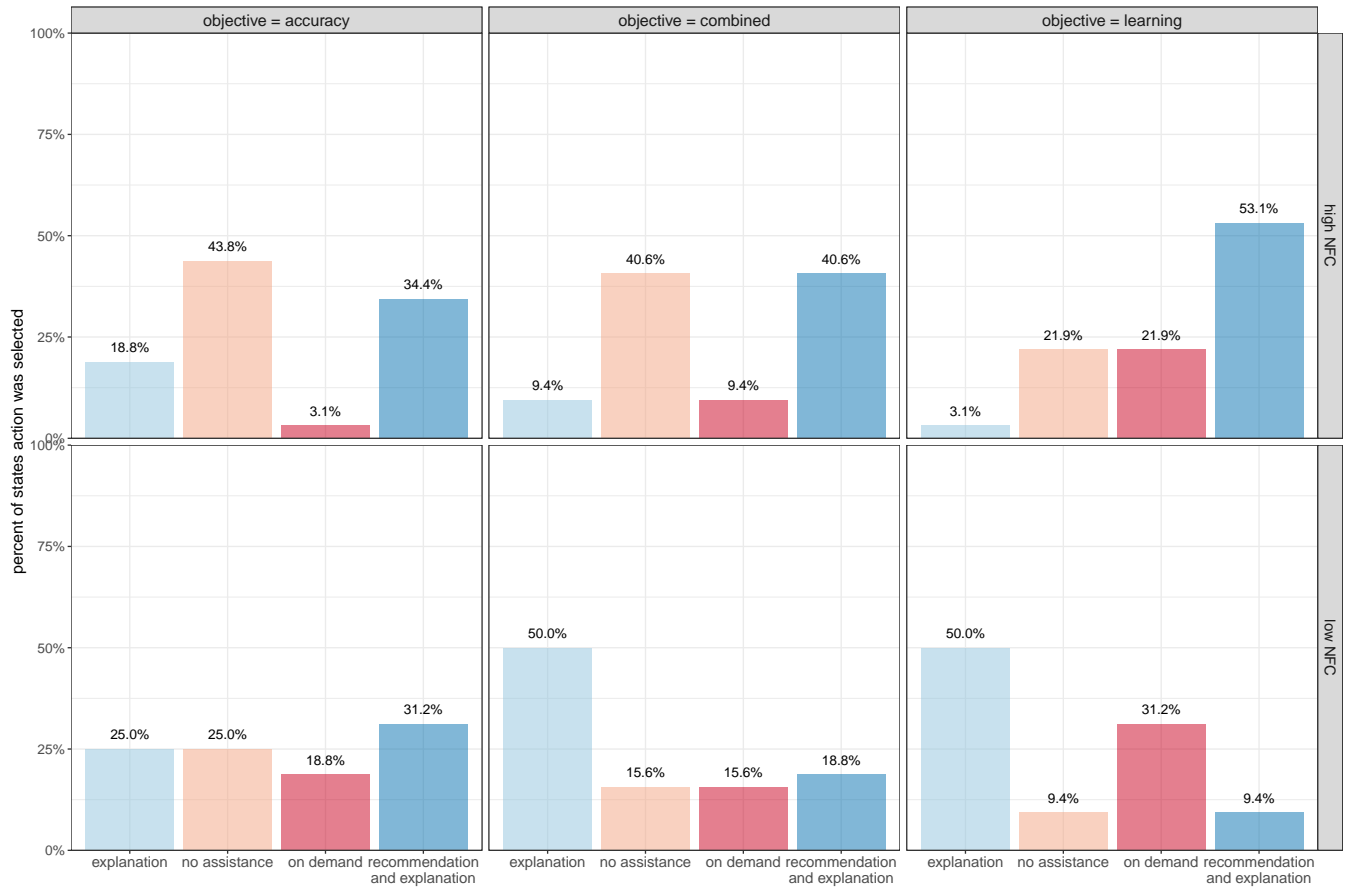 objective = accuracy
objective = combined
objective = learning
100%
75%
50%
25%
0%
18.8%
43.8%
3.1%
34.4%
9.4%
40.6%
9.4%
40.6%
3.1%
21.9%
21.9%
53.1%
high NFC
percent of states action was selected
100%
75%
50%
25%
0%
25.0%
25.0%
18.8%
31.2%
50.0%
15.6%
15.6%
18.8%
50.0%
9.4%
31.2%
9.4%
low NFC
explanation
no assistance
on demand
recommendation
and explanation
explanation
no assistance
on demand
recommendation
and explanation
explanation
no assistance
on demand
recommendation
and explanation